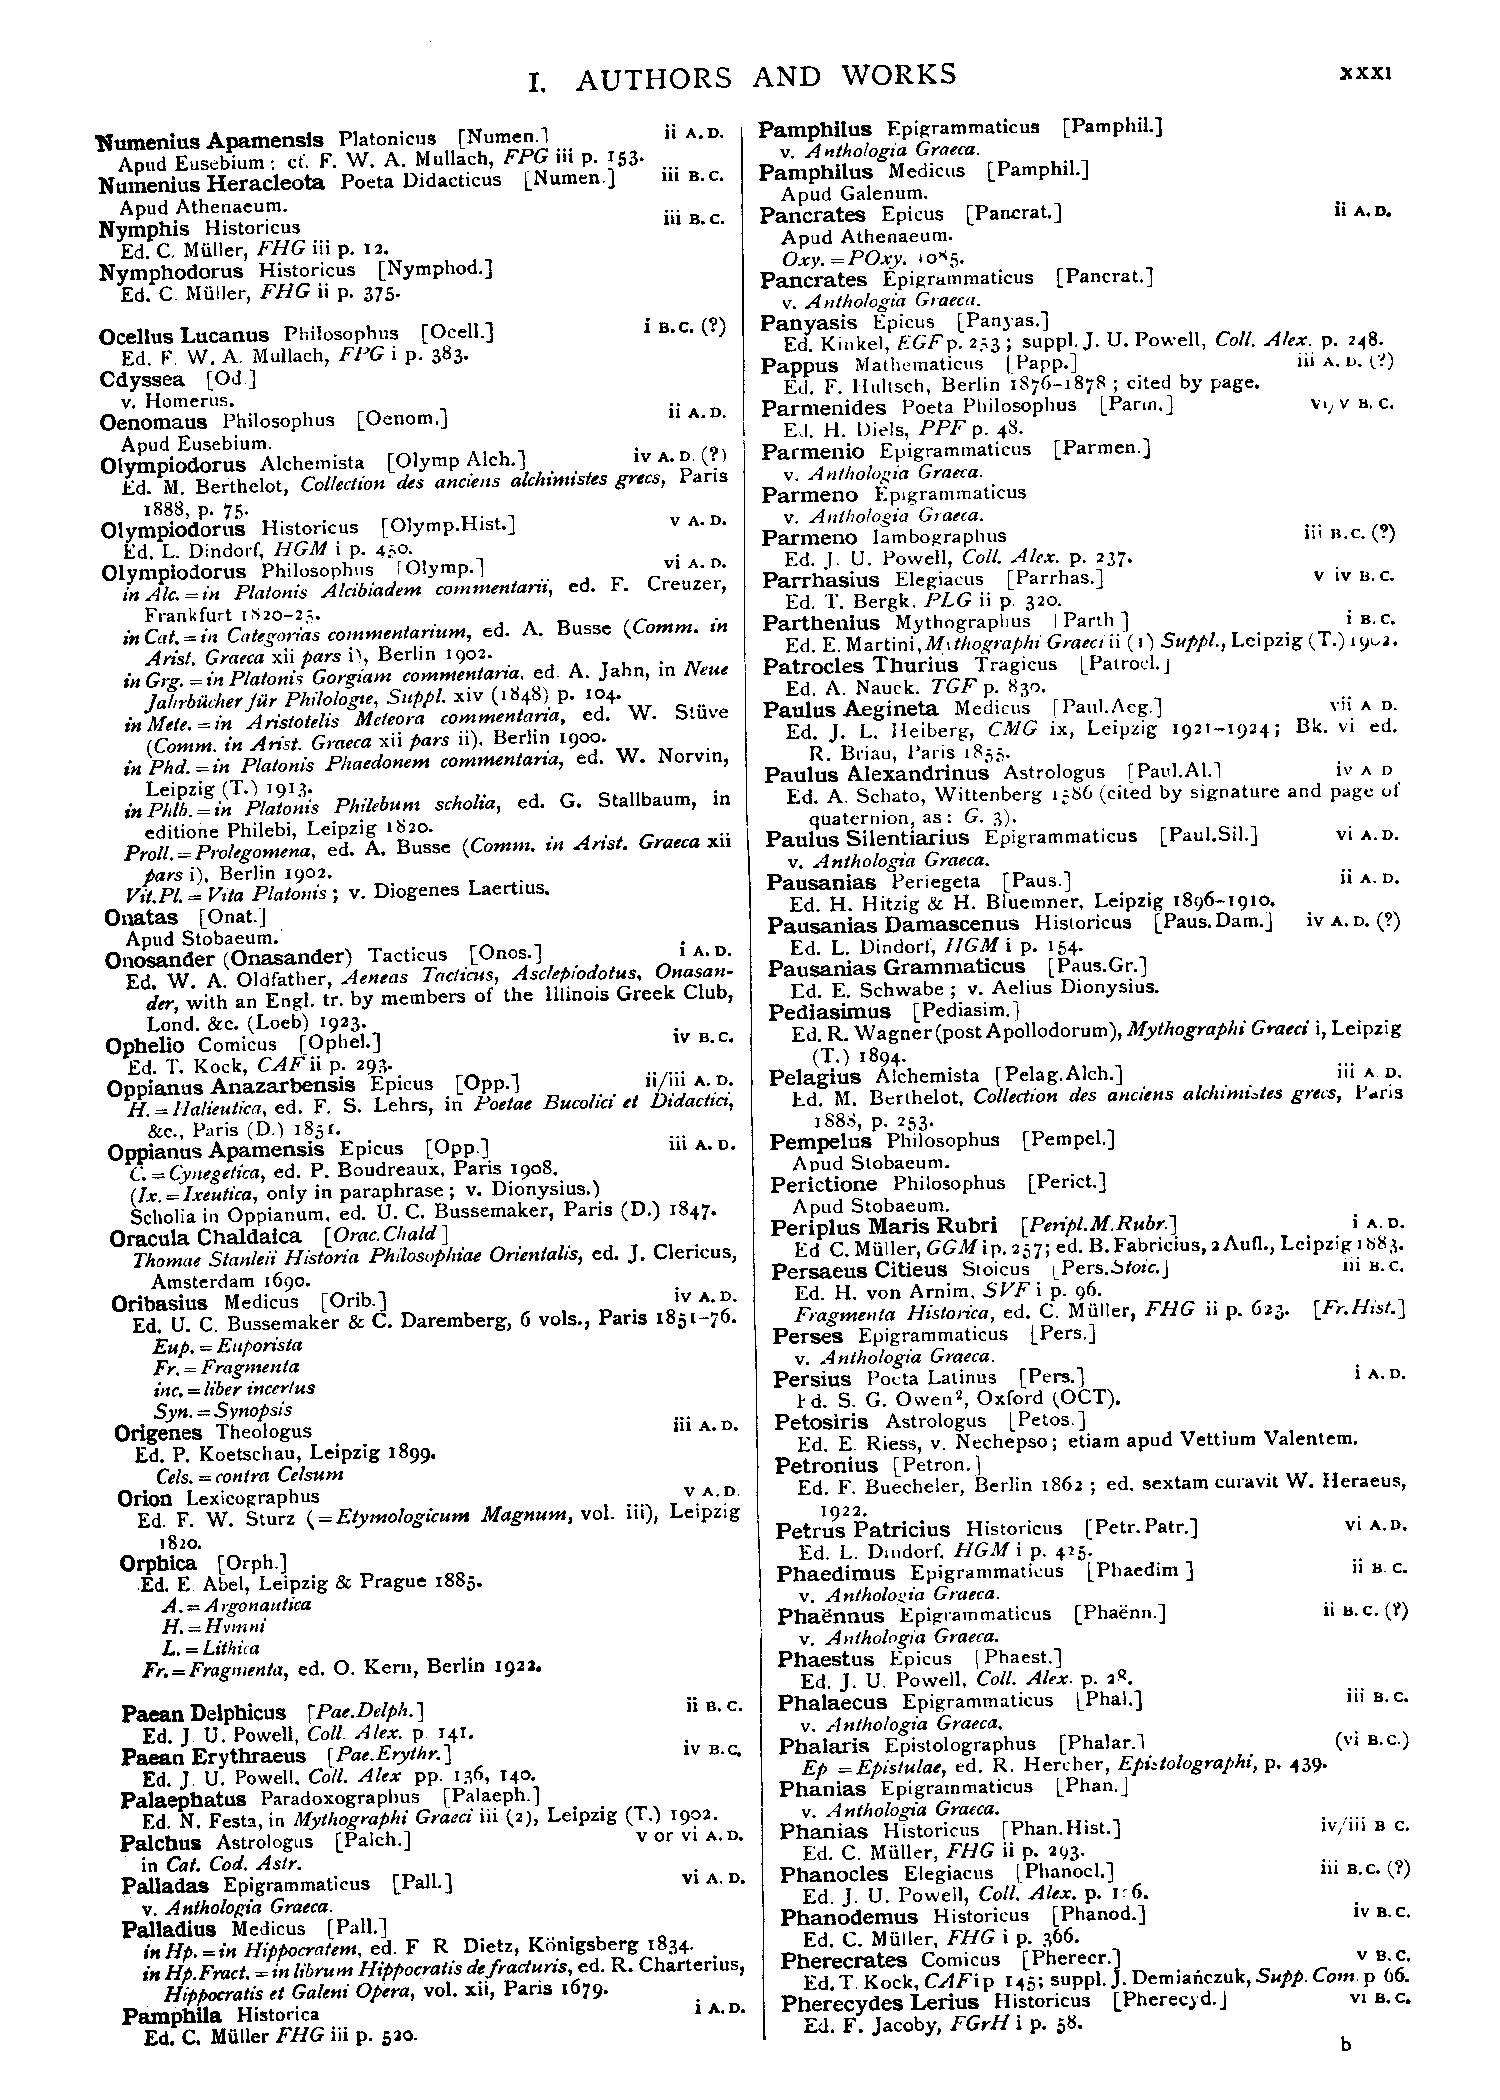 I. AUTHORS AND WORKS
xxxi
Numenius Apamensis Platonicus [Numen.] ii A.D.
Apud Eusebium; cf. F. W. A. Mullach, FPG iii p. 153.
Numenius Heracleota Poeta Didacticus [Numen.] iii B.C.
Apud Athenaeum.
Nymphis Historicus iii B.C.
Ed. C. Müller, FHG iii p. 12.
Nymphodorus Historicus [Nymphod.]
Ed. C. Müller, FHG ii p. 375.
Ocellus Lucanus Philosophus [Ocell.] i B.C. (?)
Ed. F. W. A. Mullach, FPG i p. 383.
Odyssea [Od.]
v. Homerus.
Oenomaus Philosophus [Oenom.] ii A.D.
Apud Eusebium.
Olympiodorus Alchemista [Olymp Alch.] iv A.D. (?)
Ed. M. Berthelot, Collection des anciens alchimistes grecs, Paris
1888, p. 75.
Olympiodorus Historicus [Olymp.Hist.] v A.D.
Ed. L. Dindorf, HGM i p. 450.
Olympiodorus Philosophus [Olymp.] vi A.D.
in Alc.=in Platonis Alcibiadem commentarii, ed. F. Creuzer,
Frankfurt 1820-25.
in Cat.=in Categorias commentarium, ed. A. Busse (Comm. in
Arist. Graeca xii pars i), Berlin 1902.
in Grg.=in Platonis Gorgiam commentaria, ed. A. Jahn, in Neue
Jahrbücher für Philologie, Suppl. xiv (1848) p. 104.
in Mete.=in Aristotelis Meteora commentaria, ed. W. Stüve
(Comm. in Arist. Graeca xii pars ii), Berlin 1900.
in Phd.=in Platonis Phaedonem commentaria, ed. W. Norvin,
Leipzig (T.) 1913.
in Phlb.=in Platonis Philebum scholia, ed. G. Stallbaum, in
editione Philebi, Leipzig 1820.
Proll.=Prolegomena, ed. A. Busse (Comm. in Arist. Graeca xii
pars i), Berlin 1902.
Vit.Pl.=Vita Platonis; v. Diogenes Laertius.
Onatas [Onat.]
Apud Stobaeum.
Onosander (Onasander) Tacticus [Onos.] i A.D.
Ed. W. A. Oldfather, Aeneas Tacticus, Asclepiodotus, Onasan-
der, with an Engl. tr. by members of the Illinois Greek Club,
Lond. &c. (Loeb) 1923.
Ophelio Comicus [Ophel.] iv B.C.
Ed. T. Kock, CAF ii p. 293.
Oppianus Anazarbensis Epicus [Opp.] ii/iii A.D.
H.=Halieutica, ed. F. S. Lehrs, in Poetae Bucolici et Didactici,
&c., Paris (D.) 1851.
Oppianus Apamensis Epicus [Opp.] iii A.D.
C.=Cynegetica, ed. P. Boudreaux, Paris 1908.
(Ix.=Ixeutica, only in paraphrase; v. Dionysius.)
Scholia in Oppianum, ed. U. C. Bussemaker, Paris (D.) 1847.
Oracula Chaldaica [Orac.Chald]
Thomae Stanleii Historia Philosophiae Orientalis, ed. J. Clericus,
Amsterdam 1690.
Oribasius Medicus [Orib.] iv A.D.
Ed. U. C. Bussemaker & C. Daremberg, 6 vols., Paris 1851-76.
Eup.=Euporista
Fr.=Fragmenta
inc.=liber incertus
Syn.=Synopsis
Origenes Theologus iii A.D.
Ed. P. Koetschau, Leipzig 1899.
Cels.=contra Celsum
Orion Lexicographus v A.D.
Ed. F. W. Sturz (=Etymologicum Magnum, vol. iii), Leipzig
1820.
Orphica [Orph.]
Ed. E. Abel, Leipzig & Prague 1885.
A.=Argonautica
H.=Hymni
L.=Lithica
Fr.=Fragmenta, ed. O. Kern, Berlin 1922.
Paean Delphicus [Pae.Delph.] ii B.C.
Ed. J. U. Powell, Coll. Alex. p. 141.
Paean Erythraeus [Pae.Erythr.] iv B.C.
Ed. J. U. Powell, Coll. Alex pp. 136, 140.
Palaephatus Paradoxographus [Palaeph.]
Ed. N. Festa, in Mythographi Graeci iii (2), Leipzig (T.) 1902.
Palchus Astrologus [Palch.] v or vi A.D.
in Cat. Cod. Astr.
Palladas Epigrammaticus [Pall.] vi A.D.
v. Anthologia Graeca.
Palladius Medicus [Pall.]
in Hp.=in Hippocratem, ed. F R Dietz, Königsberg 1834.
in Hp.Fract.=in librum Hippocratis de fracturis, ed. R. Charterius,
Hippocratis et Galeni Opera, vol. xii, Paris 1679.
Pamphila Historica i A.D.
Ed. C. Müller FHG iii p. 520.
Pamphilus Epigrammaticus [Pamphil.]
v. Anthologia Graeca.
Pamphilus Medicus [Pamphil.]
Apud Galenum.
Pancrates Epicus [Pancrat.] ii A.D.
Apud Athenaeum.
Oxy.=POxy. 1085.
Pancrates Epigrammaticus [Pancrat.]
v. Anthologia Graeca.
Panyasis Epicus [Panyas.]
Ed. Kinkel, EGF p. 253; suppl. J. U. Powell, Coll. Alex. p. 248.
Pappus Mathematicus [Papp.] iii A.D. (?)
Ed. F. Hultsch, Berlin 1876-1878; cited by page.
Parmenides Poeta Philosophus [Parm.] vi/v B.C.
Ed. H. Diels, PPF p. 48.
Parmenio Epigrammaticus [Parmen.]
v. Anthologia Graeca.
Parmeno Epigrammaticus
v. Anthologia Graeca.
Parmeno Iambographus iii B.C. (?)
Ed. J. U. Powell, Coll. Alex. p. 237.
Parrhasius Elegiacus [Parrhas.] v iv B.C.
Ed. T. Bergk, PLG ii p. 320.
Parthenius Mythographus [Parth] i B.C.
Ed. E. Martini, Mythographi Graeci ii (1) Suppl., Leipzig (T.) 1902.
Patrocles Thurius Tragicus [Patrocl.]
Ed. A. Nauck, TGF p. 830.
Paulus Aegineta Medicus [Paul.Aeg.] vii A D.
Ed. J. L. Heiberg, CMG ix, Leipzig 1921-1924; Bk. vi ed.
R. Briau, Paris 1855.
Paulus Alexandrinus Astrologus [Paul.Al.] iv A D
Ed. A. Schato, Wittenberg 1586 (cited by signature and page of
quaternion, as: G. 3).
Paulus Silentiarius Epigrammaticus [Paul.Sil.] vi A.D.
v. Anthologia Graeca.
Pausanias Periegeta [Paus.] ii A.D.
Ed. H. Hitzig & H. Bluemner, Leipzig 1896-1910.
Pausanias Damascenus Historicus [Paus.Dam.] iv A.D. (?)
Ed. L. Dindorf, HGM i p. 154.
Pausanias Grammaticus [Paus.Gr.]
Ed. E. Schwabe; v. Aelius Dionysius.
Pediasimus [Pediasim.]
Ed. R. Wagner (post Apollodorum), Mythographi Graeci i, Leipzig
(T.) 1894.
Pelagius Alchemista [Pelag.Alch.] iii A.D.
Ed. M. Berthelot, Collection des anciens alchimistes grecs, Paris
1888, p. 253.
Pempelus Philosophus [Pempel.]
Apud Stobaeum.
Perictione Philosophus [Perict.]
Apud Stobaeum.
Periplus Maris Rubri [Peripl.M.Rubr.] i A.D.
Ed C. Müller, GGM i p. 257; ed. B. Fabricius, 2 Aufl., Leipzig 1883.
Persaeus Citieus Stoicus [Pers.Stoic.] iii B.C.
Ed. H. von Arnim, SVF i p. 96.
Fragmenta Historica, ed. C. Müller, FHG ii p. 623. [Fr.Hist.]
Perses Epigrammaticus [Pers.]
v. Anthologia Graeca.
Persius Poeta Latinus [Pers.] i A.D.
Ed. S. G. Owen², Oxford (OCT).
Petosiris Astrologus [Petos.]
Ed. E. Riess, v. Nechepso; etiam apud Vettium Valentem.
Petronius [Petron.]
Ed. F. Buecheler, Berlin 1862; ed. sextam curavit W. Heraeus,
1922.
Petrus Patricius Historicus [Petr.Patr.] vi A.D.
Ed. L. Dindorf, HGM i p. 425.
Phaedimus Epigrammaticus [Phaedim] ii B.C.
v. Anthologia Graeca.
Phaënnus Epigrammaticus [Phaënn.] ii B.C. (?)
v. Anthologia Graeca.
Phaestus Epicus [Phaest.]
Ed. J. U. Powell, Coll. Alex. p. 28.
Phalaecus Epigrammaticus [Phal.] iii B.C.
v. Anthologia Graeca.
Phalaris Epistolographus [Phalar.] (vi B.C.)
Ep =Epistulae, ed. R. Hercher, Epistolographi, p. 439.
Phanias Epigrammaticus [Phan.]
v. Anthologia Graeca.
Phanias Historicus [Phan.Hist.] iv/iii B C.
Ed. C. Müller, FHG ii p. 293.
Phanocles Elegiacus [Phanocl.] iii B.C. (?)
Ed. J. U. Powell, Coll. Alex. p.
Phanodemus Historicus [Phanod.] iv B.C.
Ed. C. Müller, FHG i p. 366.
Pherecrates Comicus [Pherecr.] v B.C.
Ed. T. Kock, CAF i p 145; suppl. J. Demiańczuk, Supp. Com. p 66.
Pherecydes Lerius Historicus [Pherecyd.] vi B.C.
Ed. F. Jacoby, FGrH i p. 58.
b